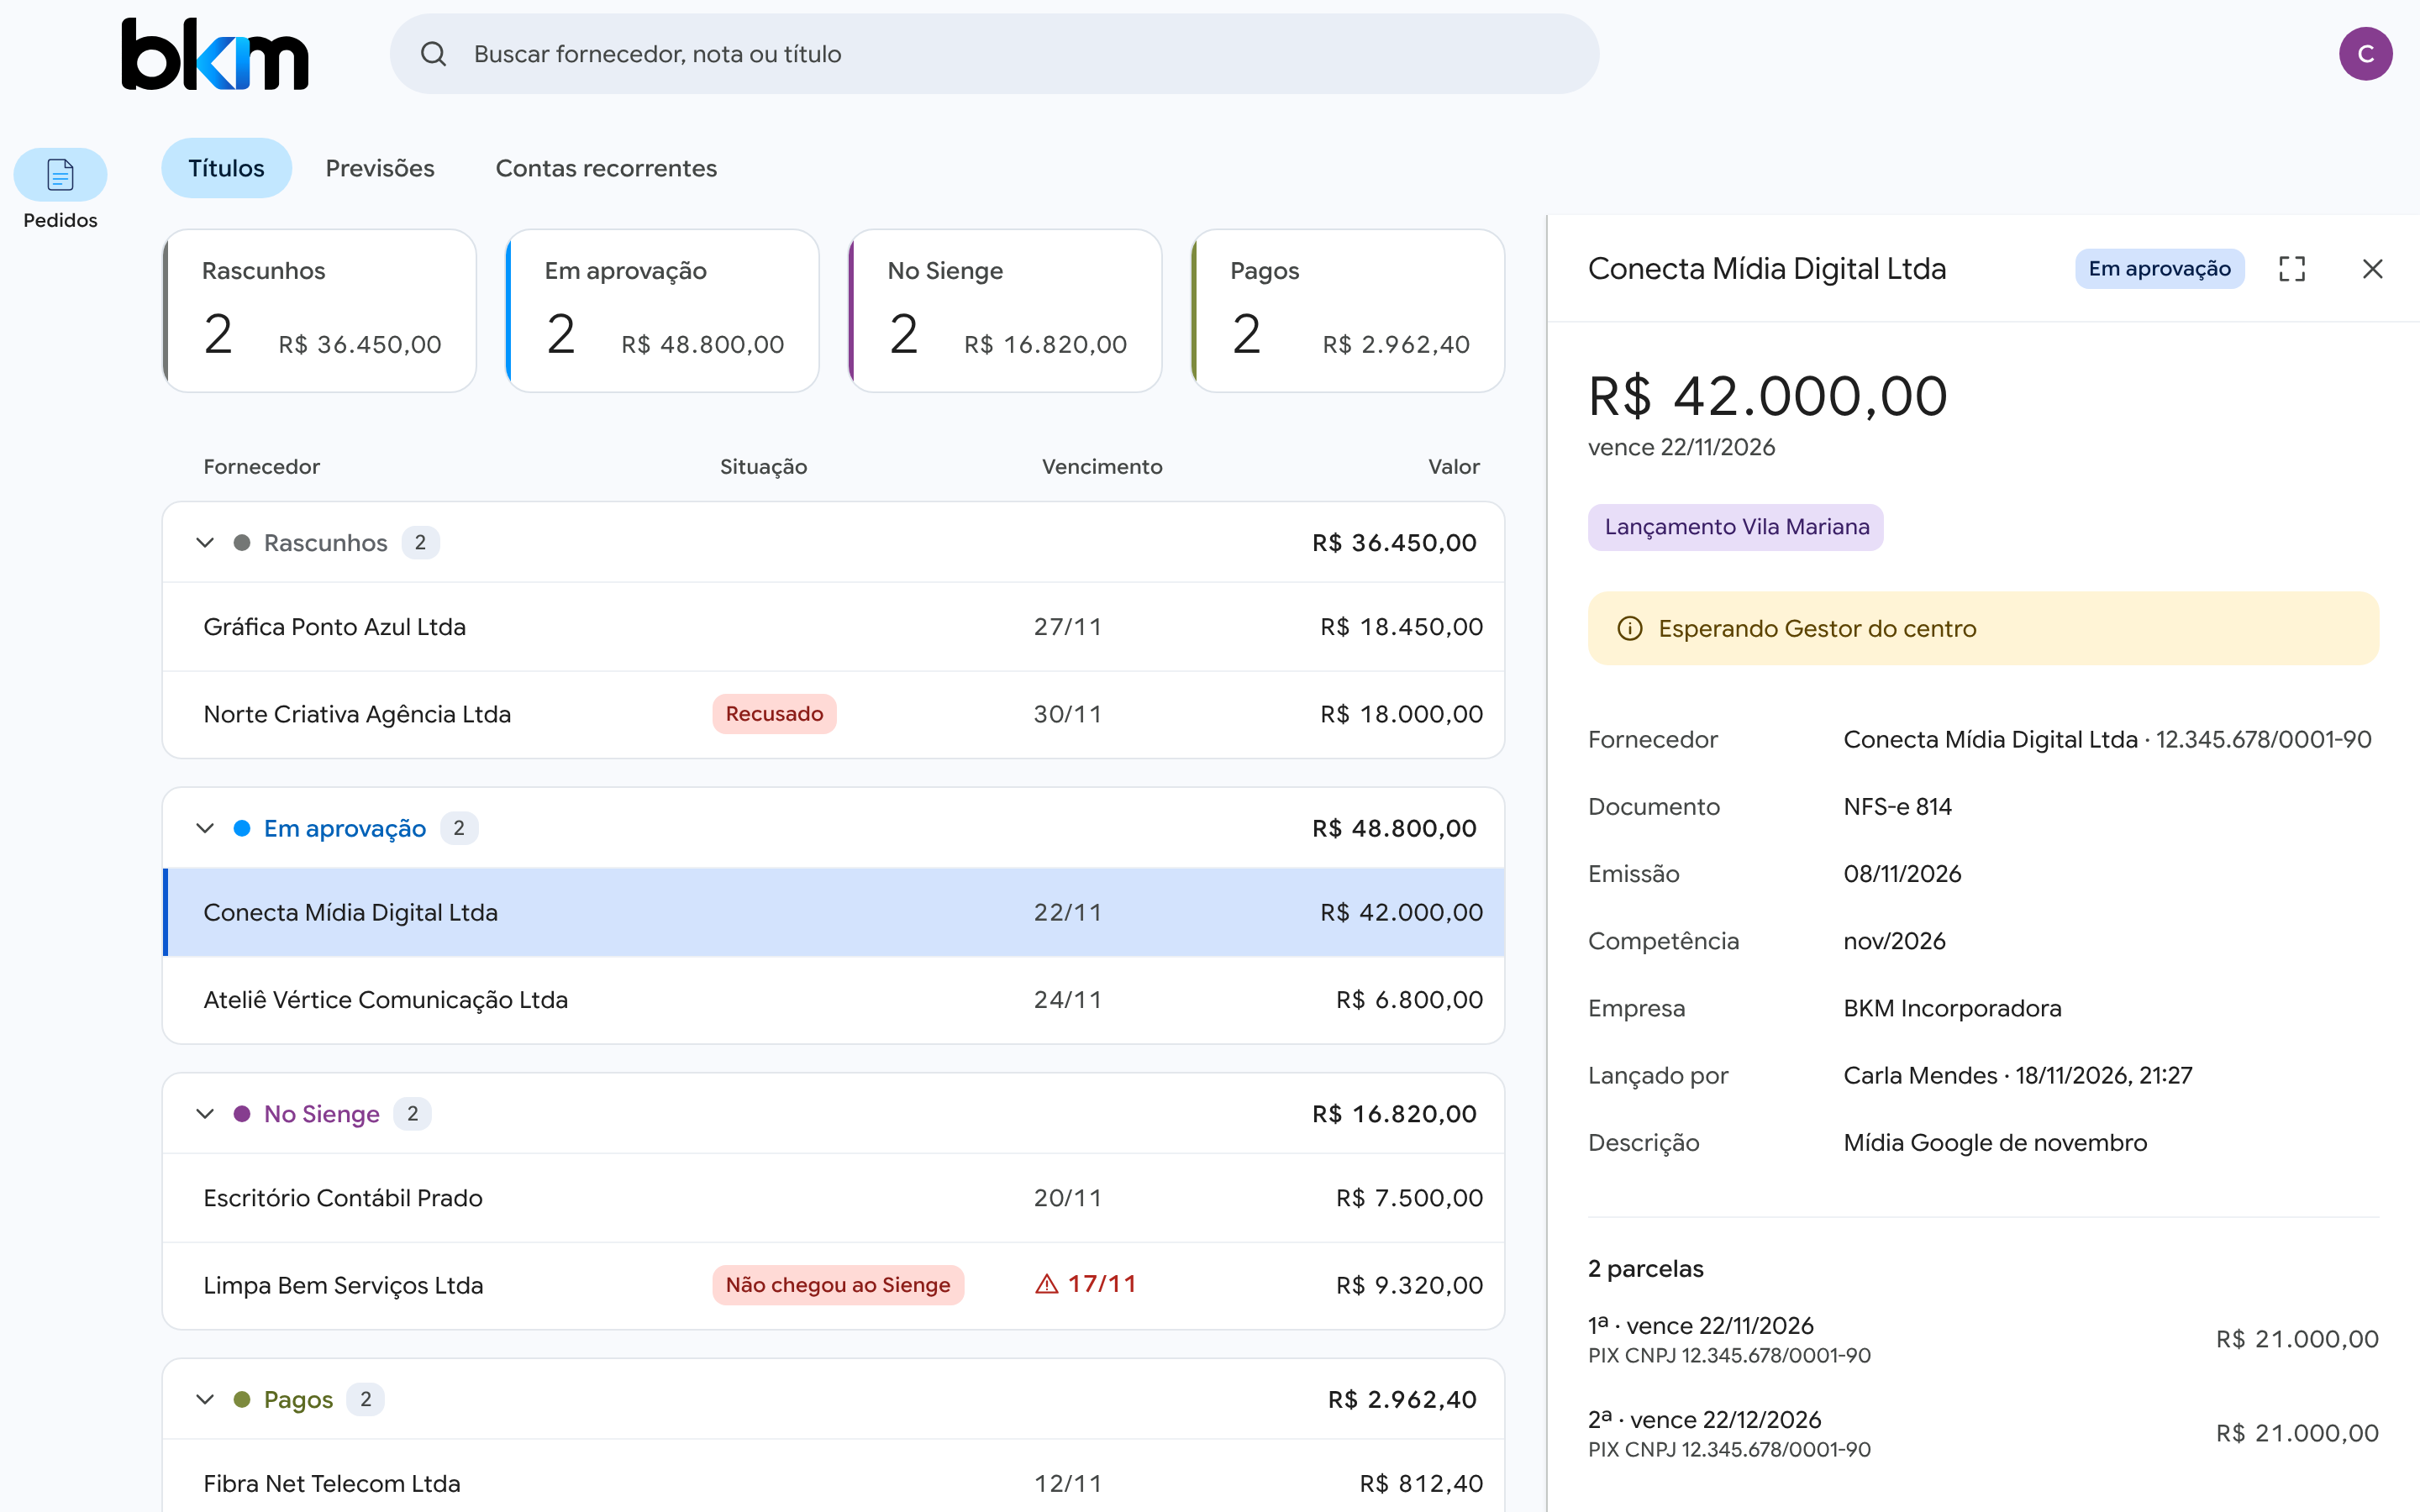 bkm
Buscar fornecedor, nota ou título
C
Pedidos
Títulos
Previsões
Contas recorrentes
Rascunhos
2 R$ 36.450,00
Em aprovação
2 R$ 48.800,00
No Sienge
2 R$ 16.820,00
Pagos
2 R$ 2.962,40
Fornecedor Situação Vencimento Valor
Rascunhos 2 R$ 36.450,00
Gráfica Ponto Azul Ltda 27/11 R$ 18.450,00
Norte Criativa Agência Ltda Recusado 30/11 R$ 18.000,00
Em aprovação 2 R$ 48.800,00
Conecta Mídia Digital Ltda 22/11 R$ 42.000,00
Ateliê Vértice Comunicação Ltda 24/11 R$ 6.800,00
No Sienge 2 R$ 16.820,00
Escritório Contábil Prado 20/11 R$ 7.500,00
Limpa Bem Serviços Ltda Não chegou ao Sienge 17/11 R$ 9.320,00
Pagos 2 R$ 2.962,40
Fibra Net Telecom Ltda 12/11 R$ 812,40
Conecta Mídia Digital Ltda Em aprovação
R$ 42.000,00
vence 22/11/2026
Lançamento Vila Mariana
Esperando Gestor do centro
Fornecedor Conecta Mídia Digital Ltda · 12.345.678/0001-90
Documento NFS-e 814
Emissão 08/11/2026
Competência nov/2026
Empresa BKM Incorporadora
Lançado por Carla Mendes · 18/11/2026, 21:27
Descrição Mídia Google de novembro
2 parcelas
1ª · vence 22/11/2026 R$ 21.000,00
PIX CNPJ 12.345.678/0001-90
2ª · vence 22/12/2026 R$ 21.000,00
PIX CNPJ 12.345.678/0001-90